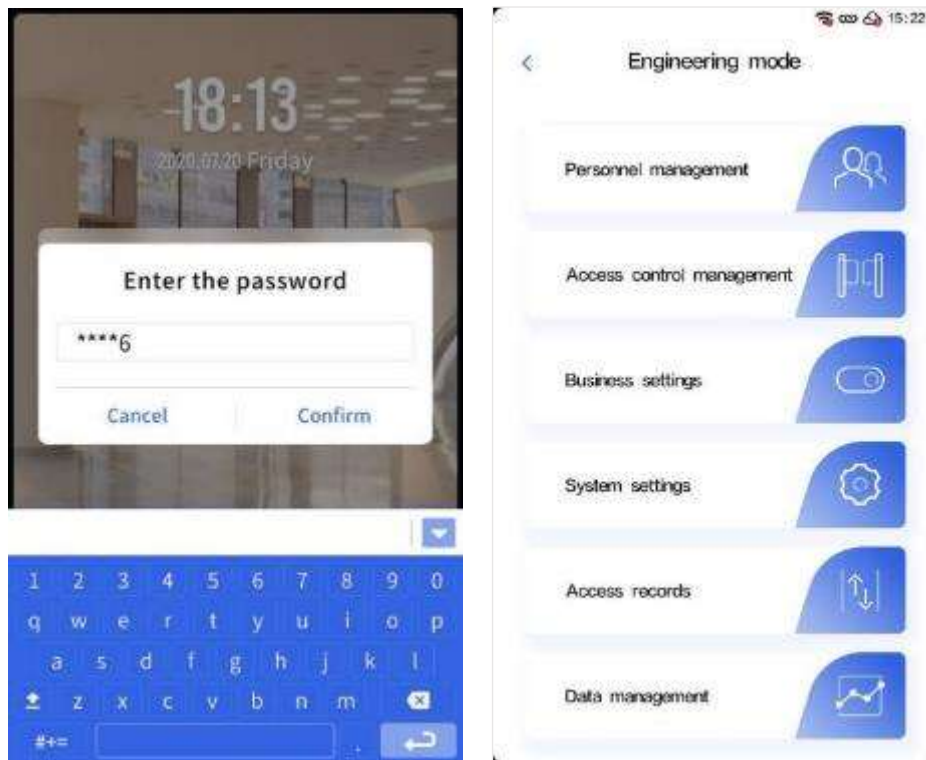 18:13
2020.07.20 Friday
Enter the password
****6
Cancel Confirm
1 2 3 4 5 6 7 8 9 0
q w e r t y u i o p
a s d f g h j k l
z x c v b n m
#+= .
15:22
Engineering mode
Personnel management
Access control management
Business settings
System settings
Access records
Data management